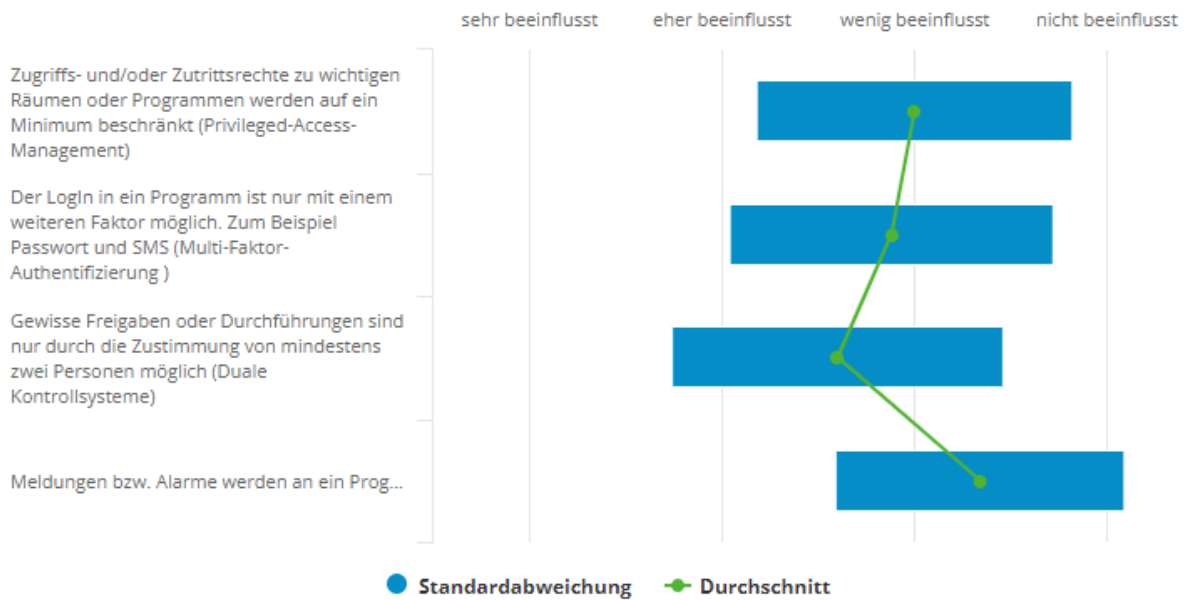 sehr beeinflusst eher beeinflusst wenig beeinflusst nicht beeinflusst
Zugriffs- und/oder Zutrittsrechte zu wichtigen
Räumen oder Programmen werden auf ein
Minimum beschränkt (Privileged-Access-
Management)
Der LogIn in ein Programm ist nur mit einem
weiteren Faktor möglich. Zum Beispiel
Passwort und SMS (Multi-Faktor-
Authentifizierung )
Gewisse Freigaben oder Durchführungen sind
nur durch die Zustimmung von mindestens
zwei Personen möglich (Duale
Kontrollsysteme)
Meldungen bzw. Alarme werden an ein Prog...
Standardabweichung Durchschnitt